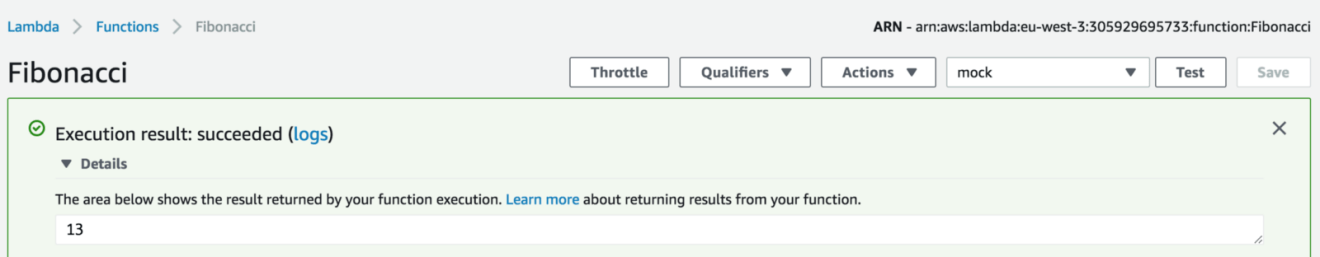 Lambda > Functions > Fibonacci ARN - arn:aws:lambda:eu-west-3:305929695733:function:Fibonacci
Fibonacci Throttle Qualifiers ▼ Actions ▼ mock ▼ Test Save
Execution result: succeeded (logs)
▼ Details
The area below shows the result returned by your function execution. Learn more about returning results from your function.
13